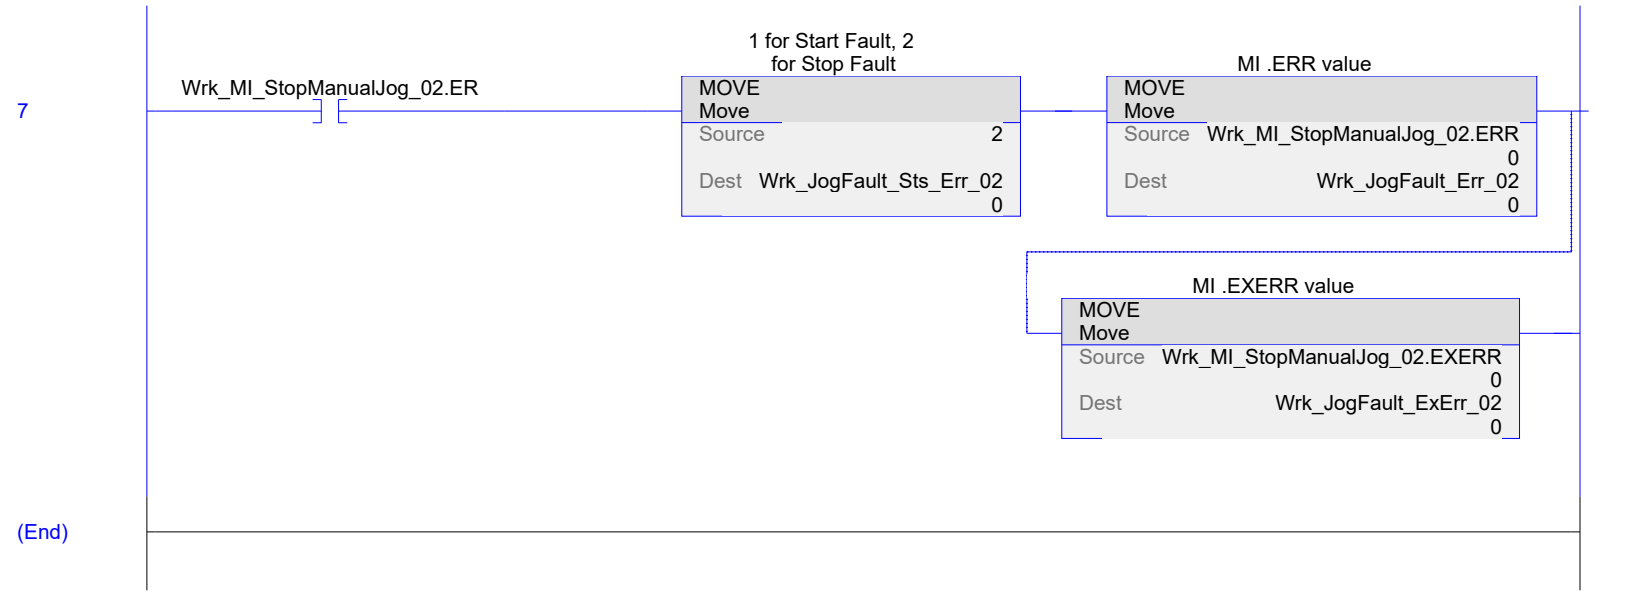 1 for Start Fault, 2
for Stop Fault
MI .ERR value
Wrk_MI_StopManualJog_02.ER
MOVE
Move
MOVE
Move
7
Source 2
Dest Wrk_JogFault_Sts_Err_02
0
Source Wrk_MI_StopManualJog_02.ERR
0
Dest Wrk_JogFault_Err_02
0
MI .EXERR value
MOVE
Move
Source Wrk_MI_StopManualJog_02.EXERR
0
Dest Wrk_JogFault_ExErr_02
0
(End)